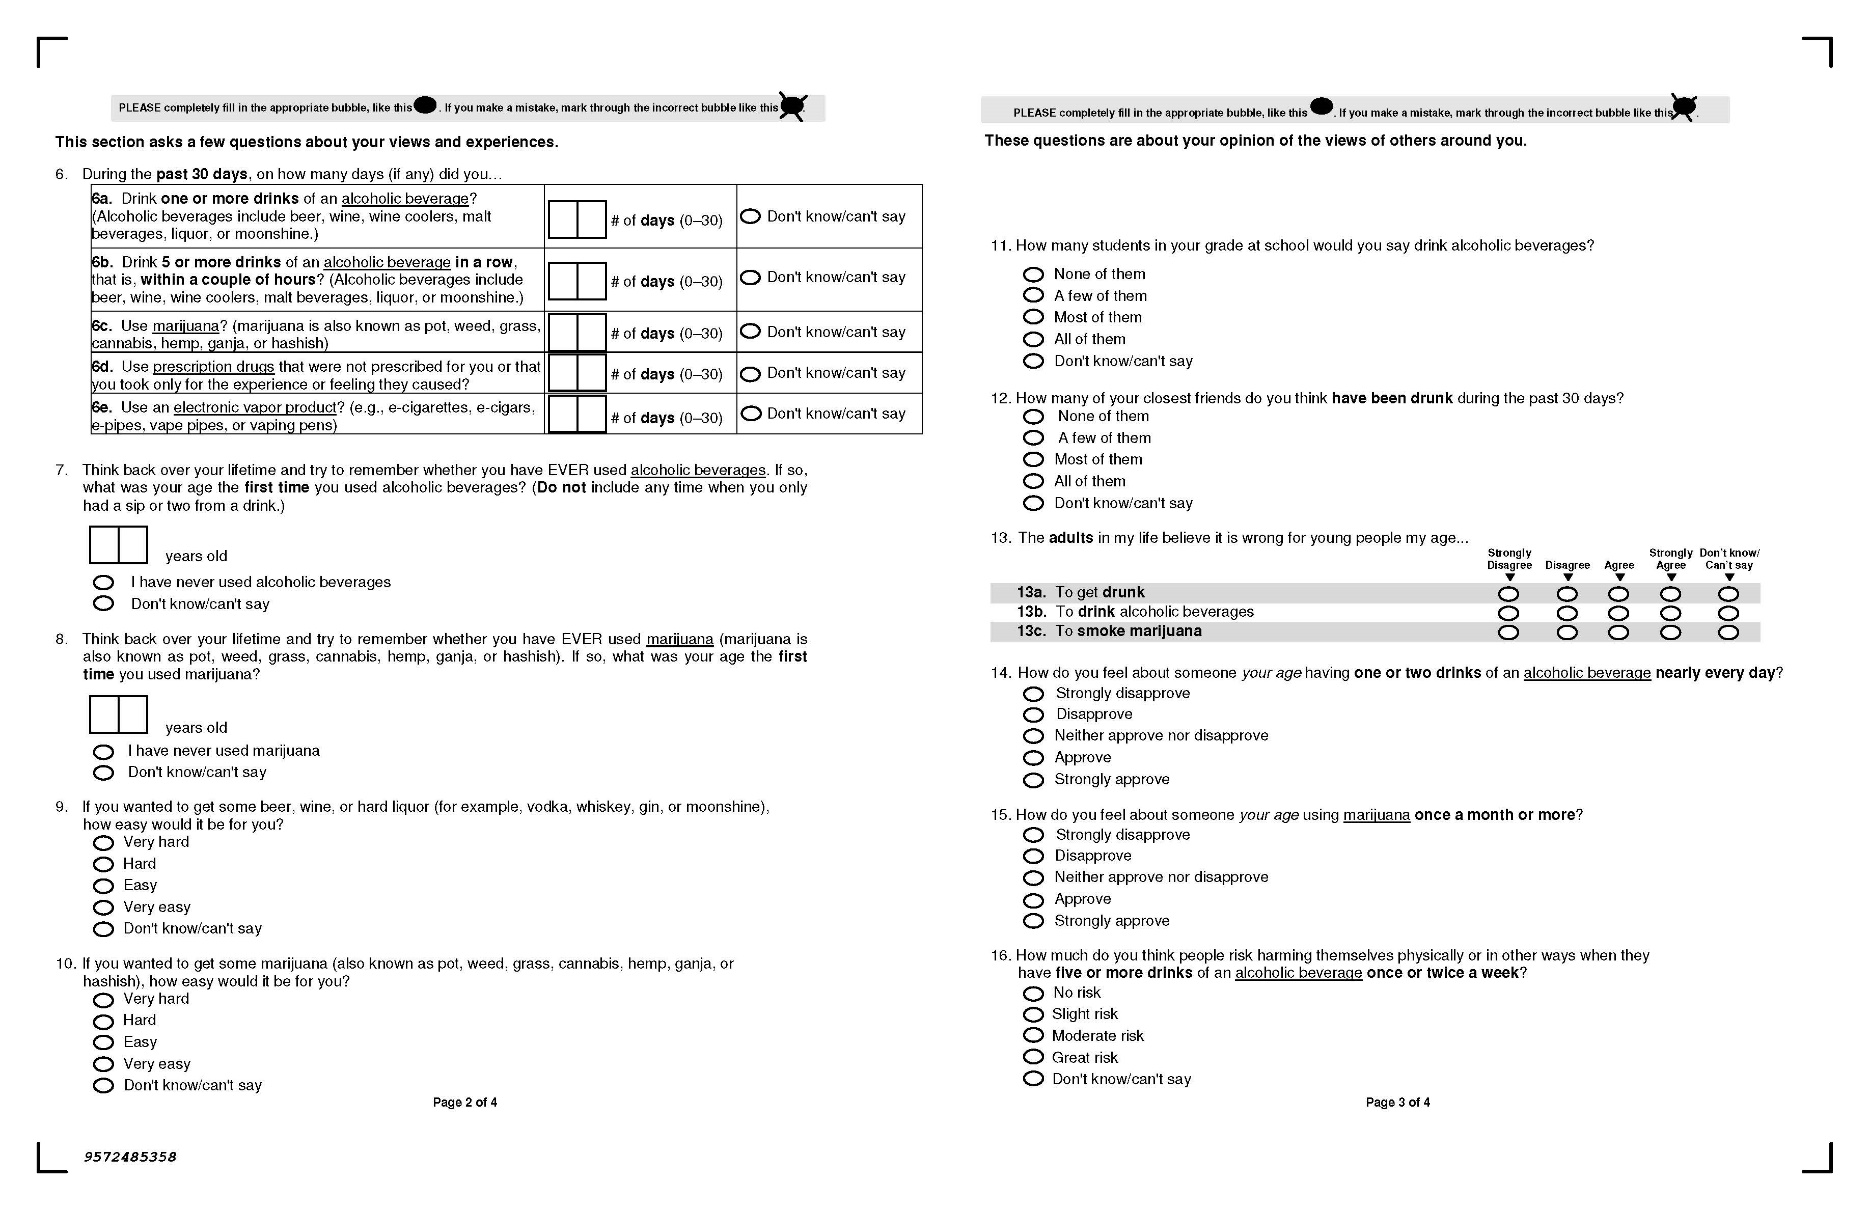 PLEASE completely fill in the appropriate bubble, like this . If you make a mistake, mark through the incorrect bubble like this .
This section asks a few questions about your views and experiences.
6. During the past 30 days, on how many days (if any) did you…
6a. Drink one or more drinks of an alcoholic beverage?
(Alcoholic beverages include beer, wine, wine coolers, malt
beverages, liquor, or moonshine.)
# of days (0–30)
Don't know/can't say
6b. Drink 5 or more drinks of an alcoholic beverage in a row,
that is, within a couple of hours? (Alcoholic beverages include
beer, wine, wine coolers, malt beverages, liquor, or moonshine.)
# of days (0–30)
Don't know/can't say
6c. Use marijuana? (marijuana is also known as pot, weed, grass,
cannabis, hemp, ganja, or hashish)
# of days (0–30)
Don't know/can't say
6d. Use prescription drugs that were not prescribed for you or that
you took only for the experience or feeling they caused?
# of days (0–30)
Don't know/can't say
6e. Use an electronic vapor product? (e.g., e-cigarettes, e-cigars,
e-pipes, vape pipes, or vaping pens)
# of days (0–30)
Don't know/can't say
7. Think back over your lifetime and try to remember whether you have EVER used alcoholic beverages. If so,
what was your age the first time you used alcoholic beverages? (Do not include any time when you only
had a sip or two from a drink.)
years old
I have never used alcoholic beverages
Don't know/can't say
8. Think back over your lifetime and try to remember whether you have EVER used marijuana (marijuana is
also known as pot, weed, grass, cannabis, hemp, ganja, or hashish). If so, what was your age the first
time you used marijuana?
years old
I have never used marijuana
Don't know/can't say
9. If you wanted to get some beer, wine, or hard liquor (for example, vodka, whiskey, gin, or moonshine),
how easy would it be for you?
Very hard
Hard
Easy
Very easy
Don't know/can't say
10. If you wanted to get some marijuana (also known as pot, weed, grass, cannabis, hemp, ganja, or
hashish), how easy would it be for you?
Very hard
Hard
Easy
Very easy
Don't know/can't say
Page 2 of 4
9572485358
PLEASE completely fill in the appropriate bubble, like this . If you make a mistake, mark through the incorrect bubble like this .
These questions are about your opinion of the views of others around you.
11. How many students in your grade at school would you say drink alcoholic beverages?
None of them
A few of them
Most of them
All of them
Don't know/can't say
12. How many of your closest friends do you think have been drunk during the past 30 days?
None of them
A few of them
Most of them
All of them
Don't know/can't say
13. The adults in my life believe it is wrong for young people my age...
Strongly Disagree Disagree Agree Strongly Agree Don't know/ Can't say
13a. To get drunk
13b. To drink alcoholic beverages
13c. To smoke marijuana
14. How do you feel about someone your age having one or two drinks of an alcoholic beverage nearly every day?
Strongly disapprove
Disapprove
Neither approve nor disapprove
Approve
Strongly approve
15. How do you feel about someone your age using marijuana once a month or more?
Strongly disapprove
Disapprove
Neither approve nor disapprove
Approve
Strongly approve
16. How much do you think people risk harming themselves physically or in other ways when they
have five or more drinks of an alcoholic beverage once or twice a week?
No risk
Slight risk
Moderate risk
Great risk
Don't know/can't say
Page 3 of 4